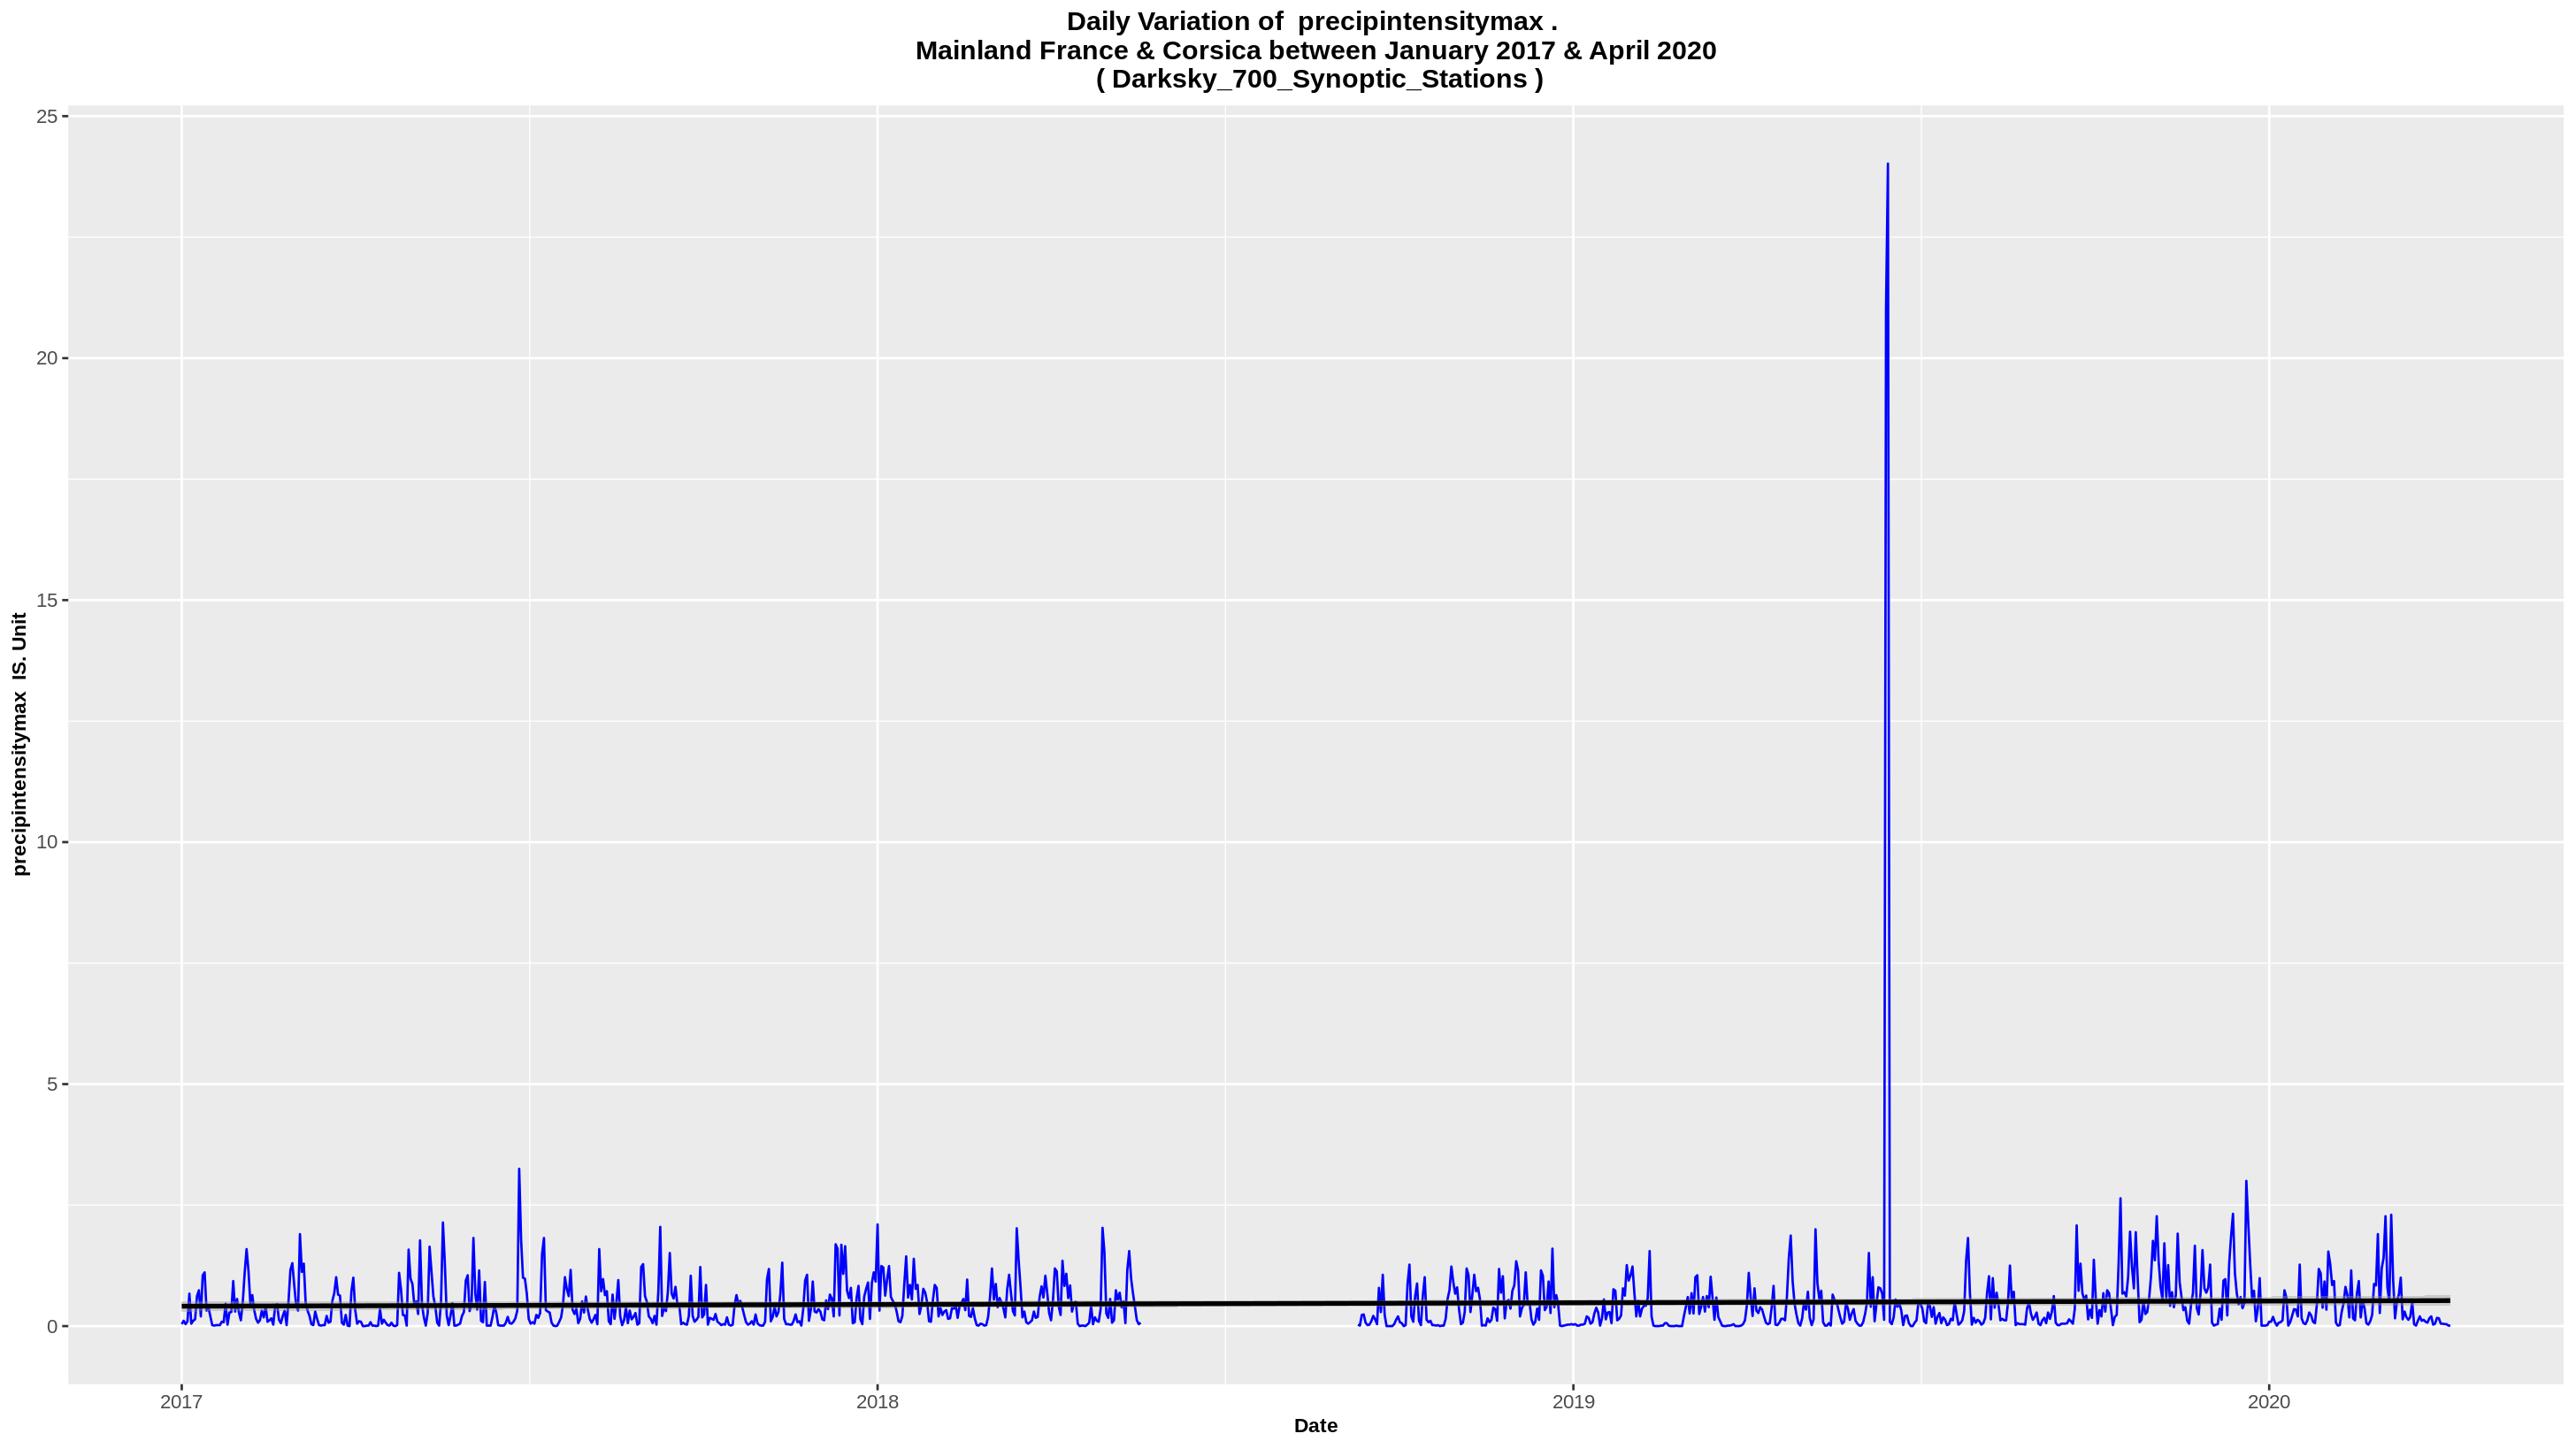 Daily Variation of  precipintensitymax .
Mainland France & Corsica between January 2017 & April 2020
( Darksky_700_Synoptic_Stations )
25
20
15
10
5
0
precipintensitymax  IS. Unit
2017
2018
2019
2020
Date